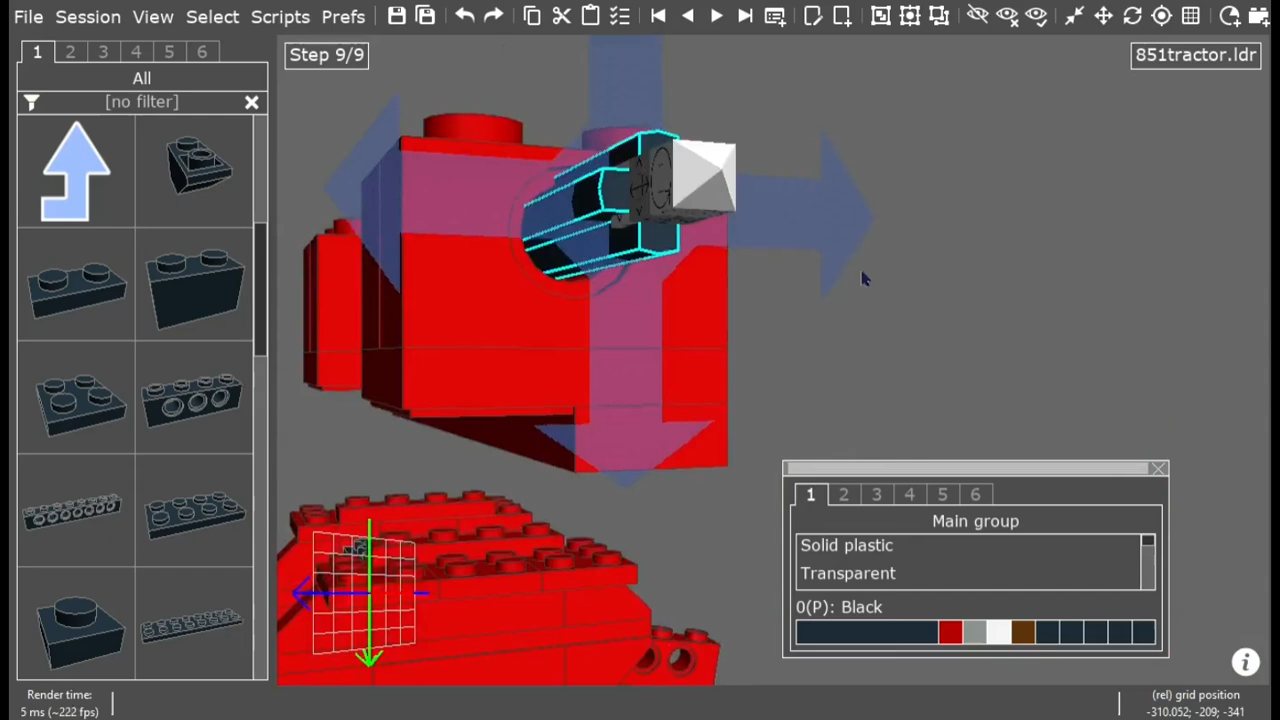 File Session View Select Scripts Prefs
1 2 3 4 5 6
All
[no filter]
Step 9/9
851tractor.ldr
1 2 3 4 5 6
Main group
Solid plastic
Transparent
0(P): Black
Render time:
5 ms (~222 fps)
(rel) grid position
-310.052; -209; -341